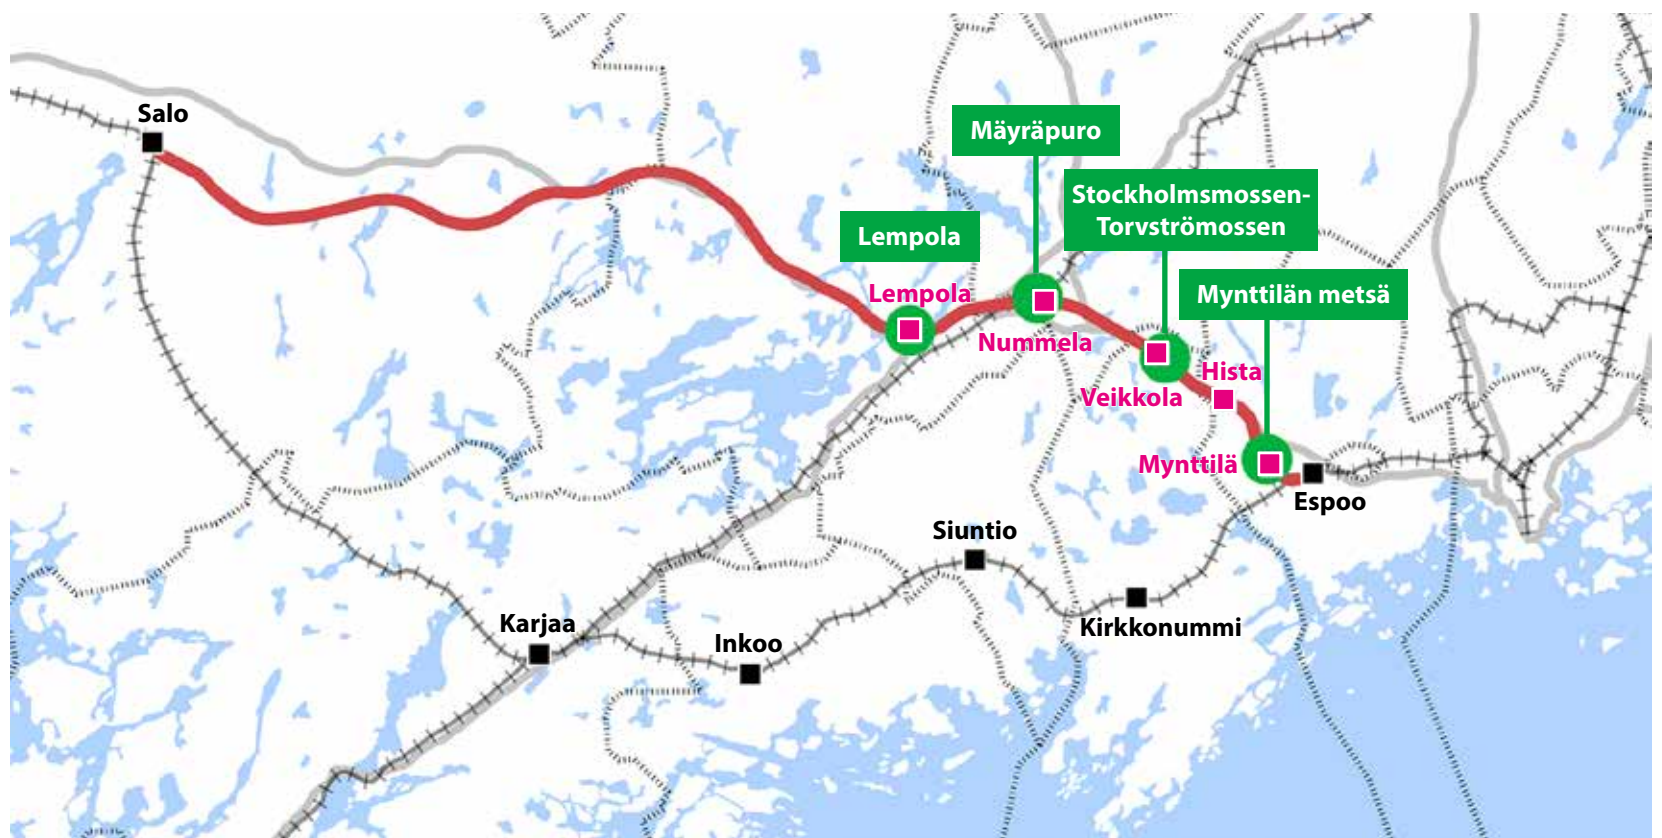 Salo
Mäyräpuro
Stockholmsmossen-
Torvströmossen
Lempola
Mynttilän metsä
Lempola
Nummela
Hista
Veikkola
Mynttilä
Espoo
Siuntio
Karjaa
Inkoo
Kirkkonummi